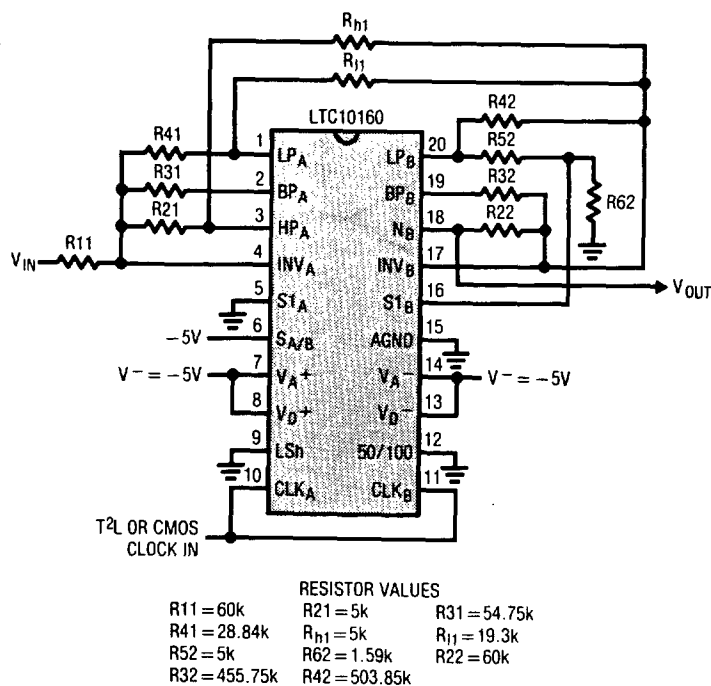 Rh1
Rl1
LTC10160
R41
R31
R21
R11
VIN
1
2
3
4
5
6
7
8
9
10
LPA
BPA
HPA
INVA
S1A
SA/B
VA+
VD+
LSh
CLKA
LPB
BPB
NB
INVB
S1B
AGND
VA−
VD−
50/100
CLKB
20
19
18
17
16
15
14
13
12
11
R42
R52
R32
R22
R62
VOUT
−5V
V− = −5V
V− = −5V
T2L OR CMOS
CLOCK IN
RESISTOR VALUES
R11 = 60k R21 = 5k R31 = 54.75k
R41 = 28.84k Rh1 = 5k Rl1 = 19.3k
R52 = 5k R62 = 1.59k R22 = 60k
R32 = 455.75k R42 = 503.85k